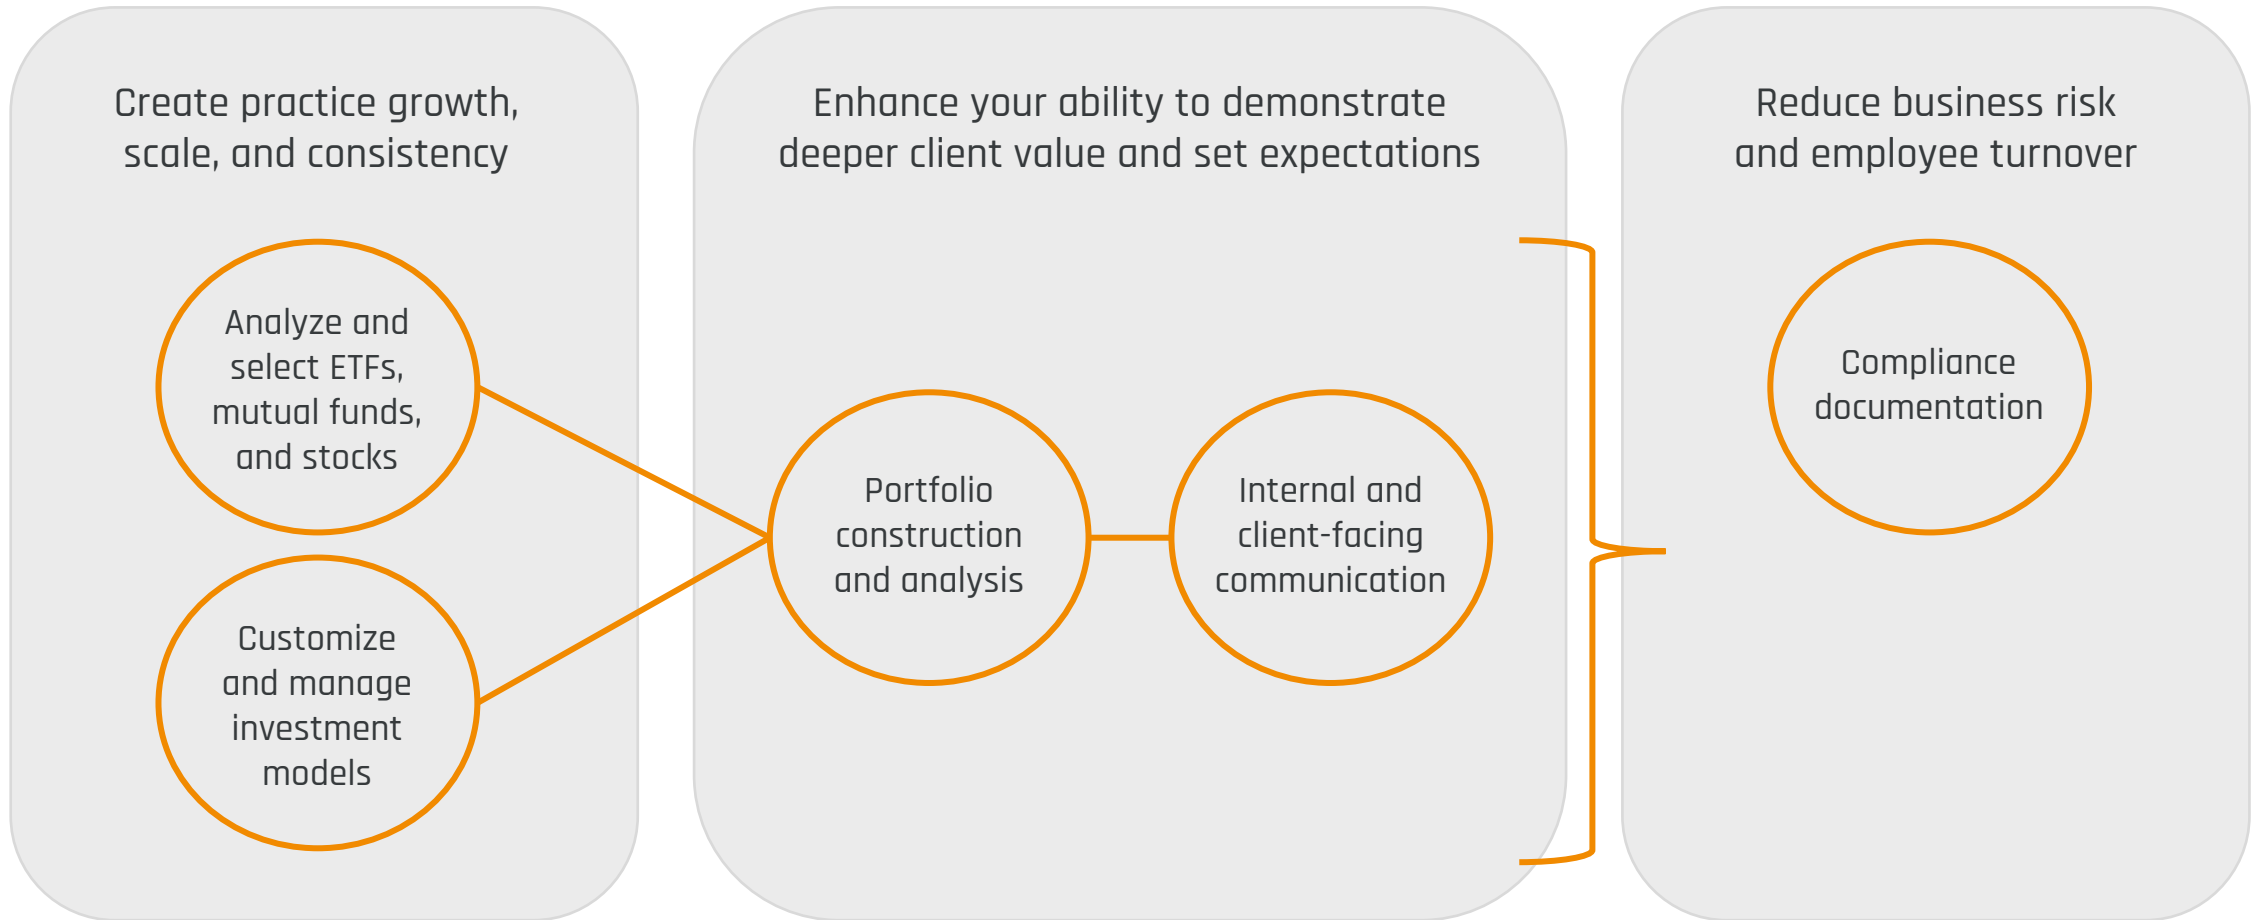 Create practice growth,
scale, and consistency
Analyze and
select ETFs,
mutual funds,
and stocks
Customize
and manage
investment
models
Enhance your ability to demonstrate
deeper client value and set expectations
Portfolio
construction
and analysis
Internal and
client-facing
communication
Reduce business risk
and employee turnover
Compliance
documentation